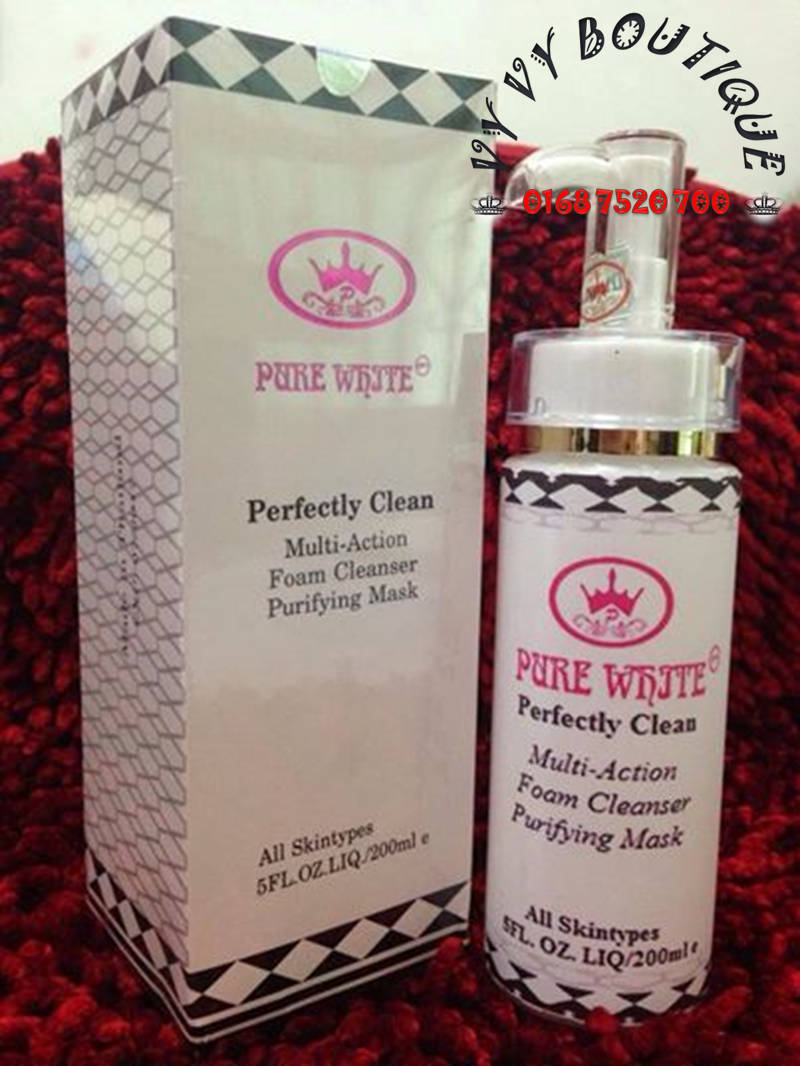 VY VY BOUTIQUE
0168 7520 700
P
PURE WHITE
Perfectly Clean
Multi-Action
Foam Cleanser
Purifying Mask
All Skintypes
5FL.OZ.LIQ./200ml e
P
PURE WHITE
Perfectly Clean
Multi-Action
Foam Cleanser
Purifying Mask
All Skintypes
5FL. OZ. LIQ/200ml e